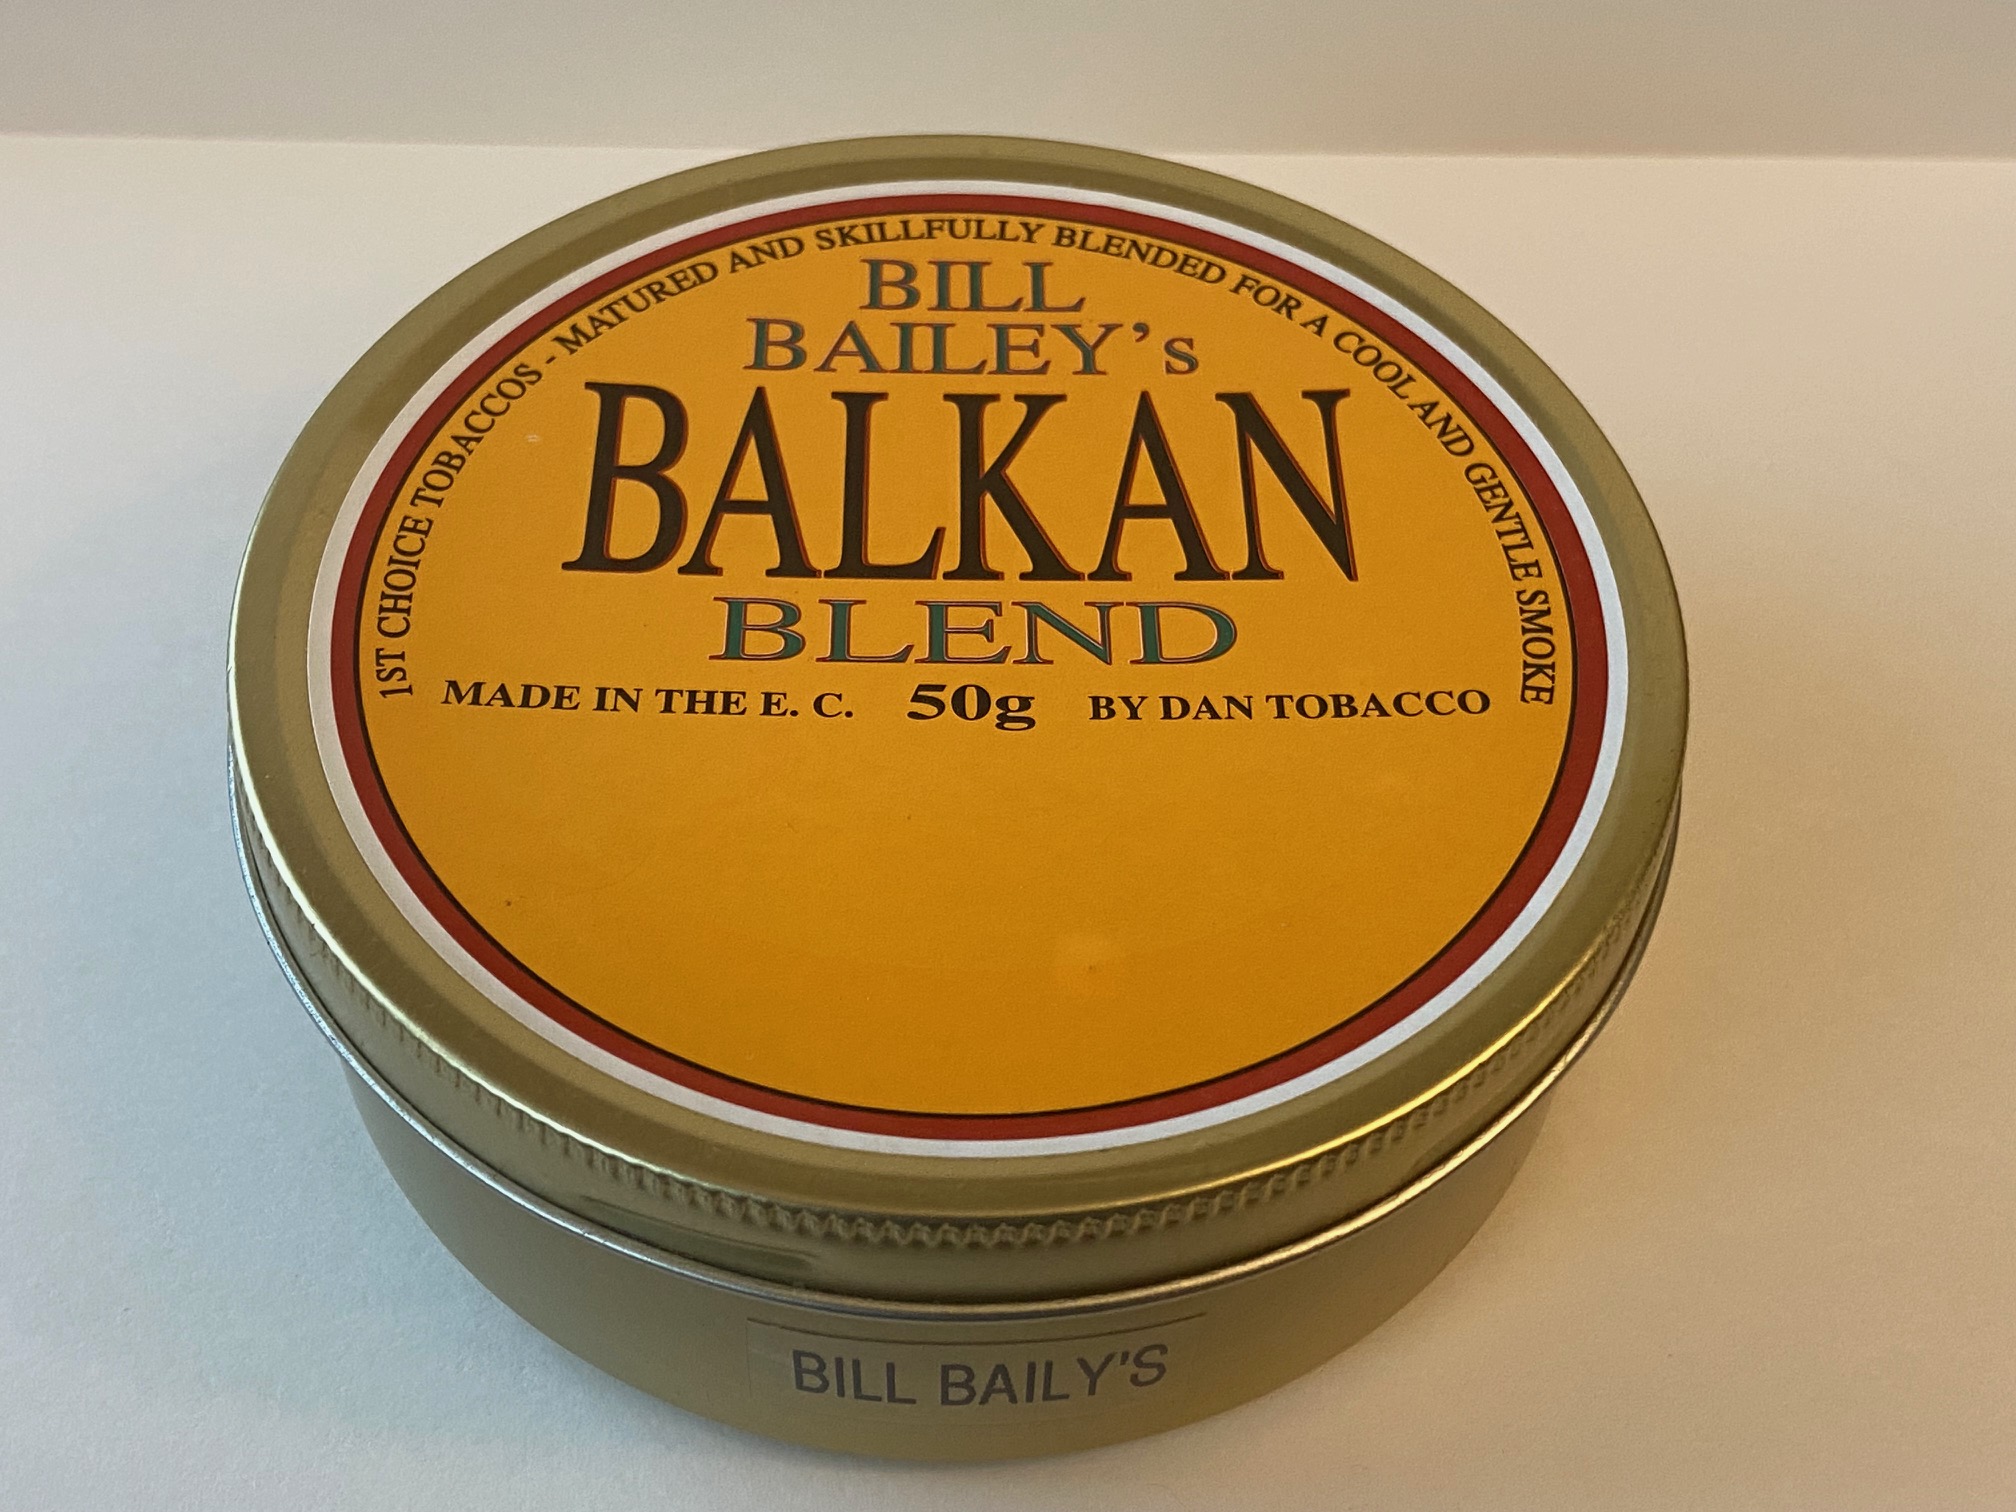 1ST CHOICE TOBACCOS - MATURED AND SKILLFULLY BLENDED FOR A COOL AND GENTLE SMOKE
BILL
BAILEY's
BALKAN
BLEND
MADE IN THE E. C. 50g BY DAN TOBACCO
BILL BAILY'S